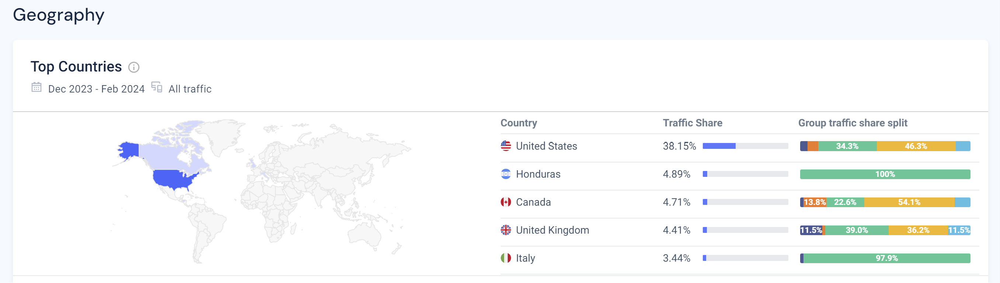 Geography
Top Countries
Dec 2023 - Feb 2024 All traffic
Country Traffic Share Group traffic share split
United States 38.15% 34.3% 46.3%
Honduras 4.89% 100%
Canada 4.71% 13.8% 22.6% 54.1%
United Kingdom 4.41% 11.5% 39.0% 36.2% 11.5%
Italy 3.44% 97.9%